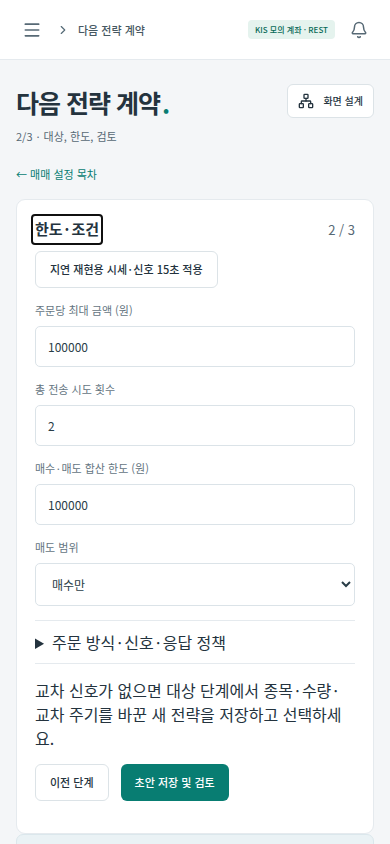 다음 전략 계약
KIS 모의 계좌 · REST
다음 전략 계약.
화면 설계
2/3 · 대상, 한도, 검토
← 매매 설정 목차
한도·조건
2 / 3
지연 재현용 시세·신호 15초 적용
주문당 최대 금액 (원)
100000
총 전송 시도 횟수
2
매수·매도 합산 한도 (원)
100000
매도 범위
매수만
▶ 주문 방식·신호·응답 정책
교차 신호가 없으면 대상 단계에서 종목·수량·
교차 주기를 바꾼 새 전략을 저장하고 선택하세
요.
이전 단계
초안 저장 및 검토